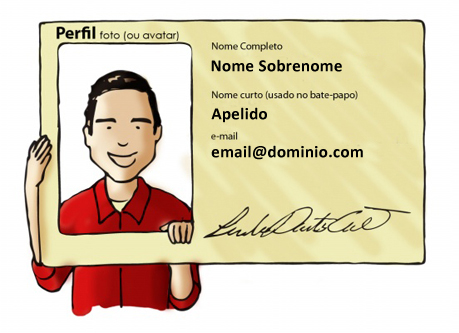 Perfil foto (ou avatar)
Nome Completo
Nome Sobrenome
Nome curto (usado no bate-papo)
Apelido
e-mail
email@dominio.com